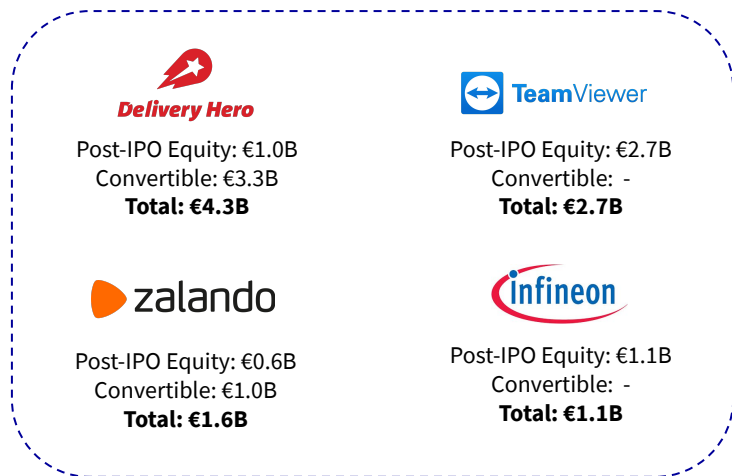 Delivery Hero
Post-IPO Equity: €1.0B
Convertible: €3.3B
Total: €4.3B
TeamViewer
Post-IPO Equity: €2.7B
Convertible: -
Total: €2.7B
zalando
Post-IPO Equity: €0.6B
Convertible: €1.0B
Total: €1.6B
infineon
Post-IPO Equity: €1.1B
Convertible: -
Total: €1.1B